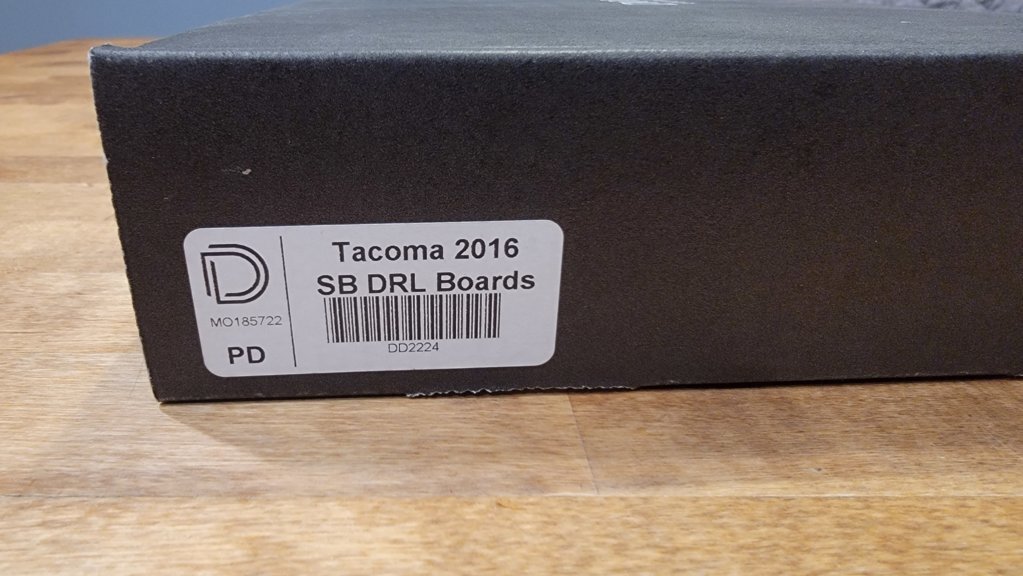 Tacoma 2016
SB DRL Boards
DD2224
MO185722
PD